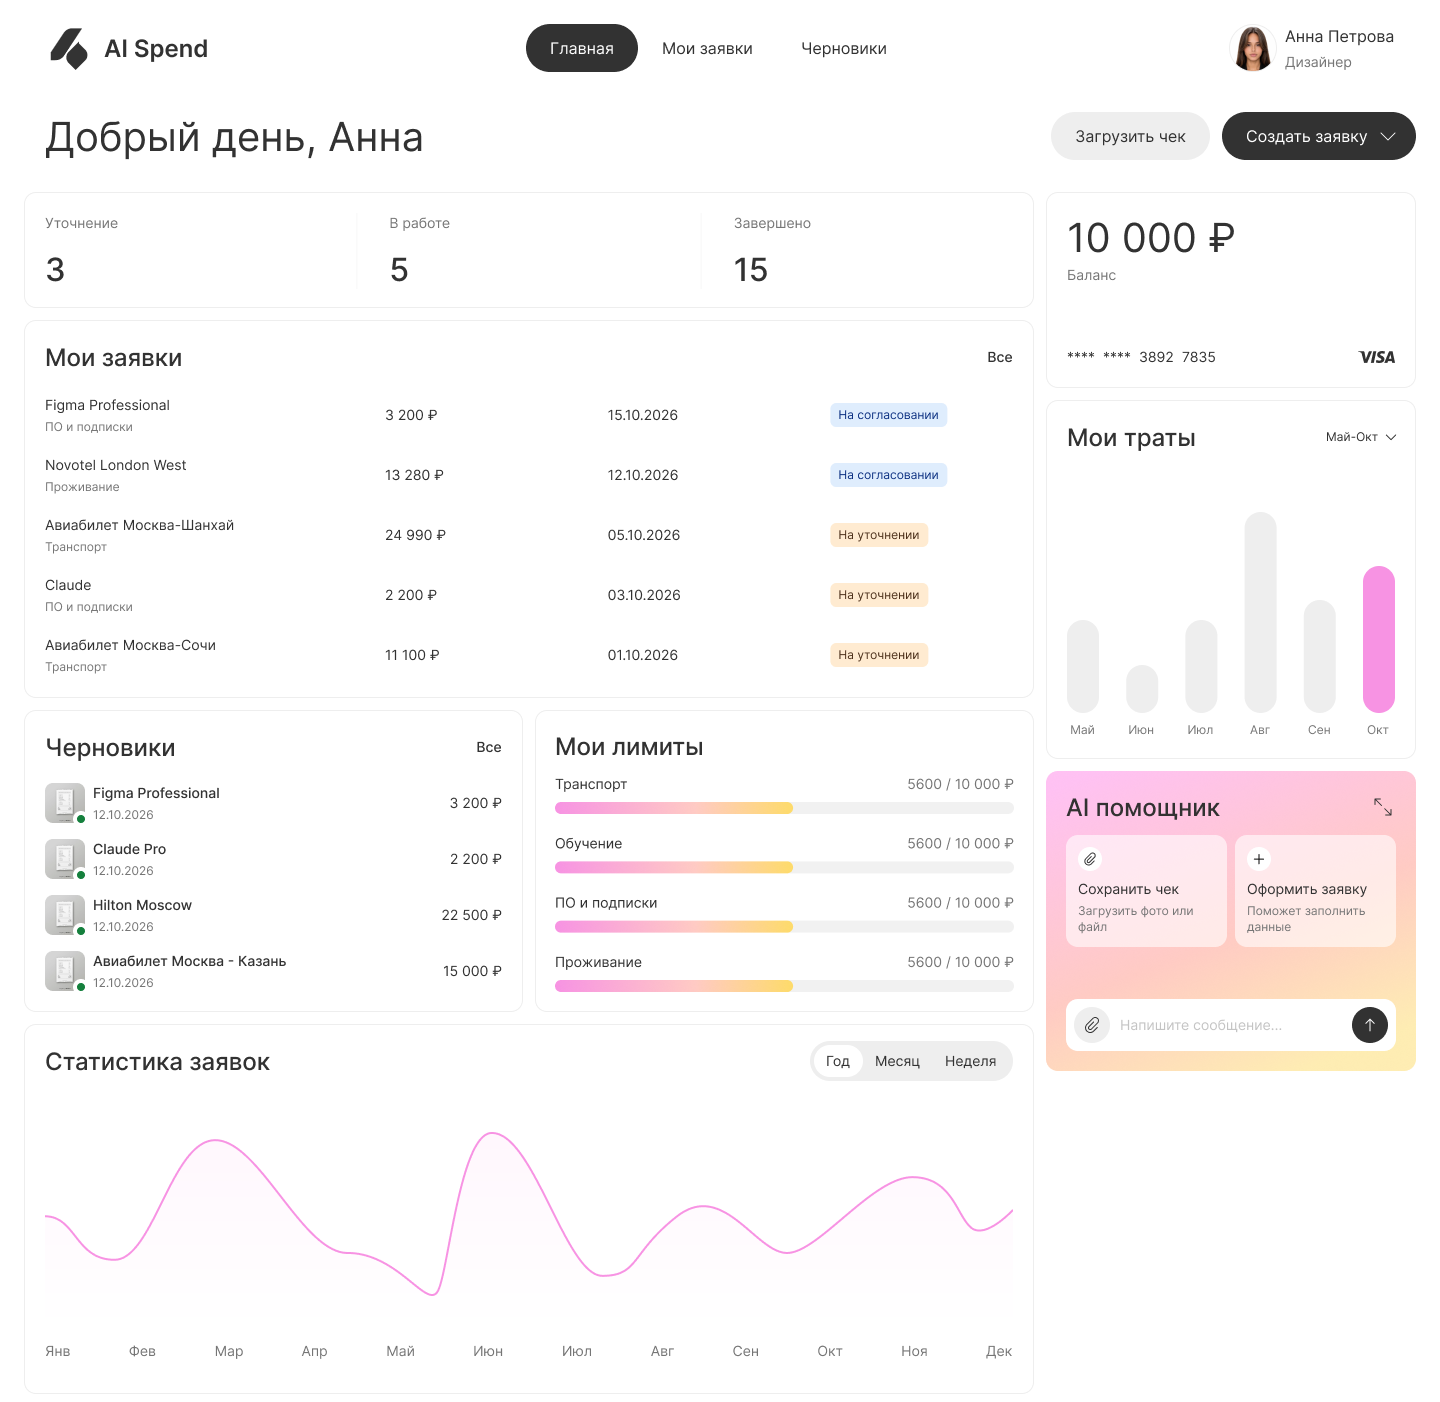 AI Spend
Главная
Мои заявки
Черновики
Анна Петрова
Дизайнер
Добрый день, Анна
Загрузить чек
Создать заявку
Уточнение
3
В работе
5
Завершено
15
10 000 ₽
Баланс
**** **** 3892 7835
VISA
Мои заявки
Все
Figma Professional
ПО и подписки
3 200 ₽
15.10.2026
На согласовании
Novotel London West
Проживание
13 280 ₽
12.10.2026
На согласовании
Авиабилет Москва-Шанхай
Транспорт
24 990 ₽
05.10.2026
На уточнении
Claude
ПО и подписки
2 200 ₽
03.10.2026
На уточнении
Авиабилет Москва-Сочи
Транспорт
11 100 ₽
01.10.2026
На уточнении
Мои траты
Май-Окт
Май
Июн
Июл
Авг
Сен
Окт
Черновики
Все
Figma Professional
12.10.2026
3 200 ₽
Claude Pro
12.10.2026
2 200 ₽
Hilton Moscow
12.10.2026
22 500 ₽
Авиабилет Москва - Казань
12.10.2026
15 000 ₽
Мои лимиты
Транспорт
5600 / 10 000 ₽
Обучение
5600 / 10 000 ₽
ПО и подписки
5600 / 10 000 ₽
Проживание
5600 / 10 000 ₽
AI помощник
Сохранить чек
Загрузить фото или
файл
Оформить заявку
Поможет заполнить
данные
Напишите сообщение...
Статистика заявок
Год
Месяц
Неделя
Янв
Фев
Мар
Апр
Май
Июн
Июл
Авг
Сен
Окт
Ноя
Дек